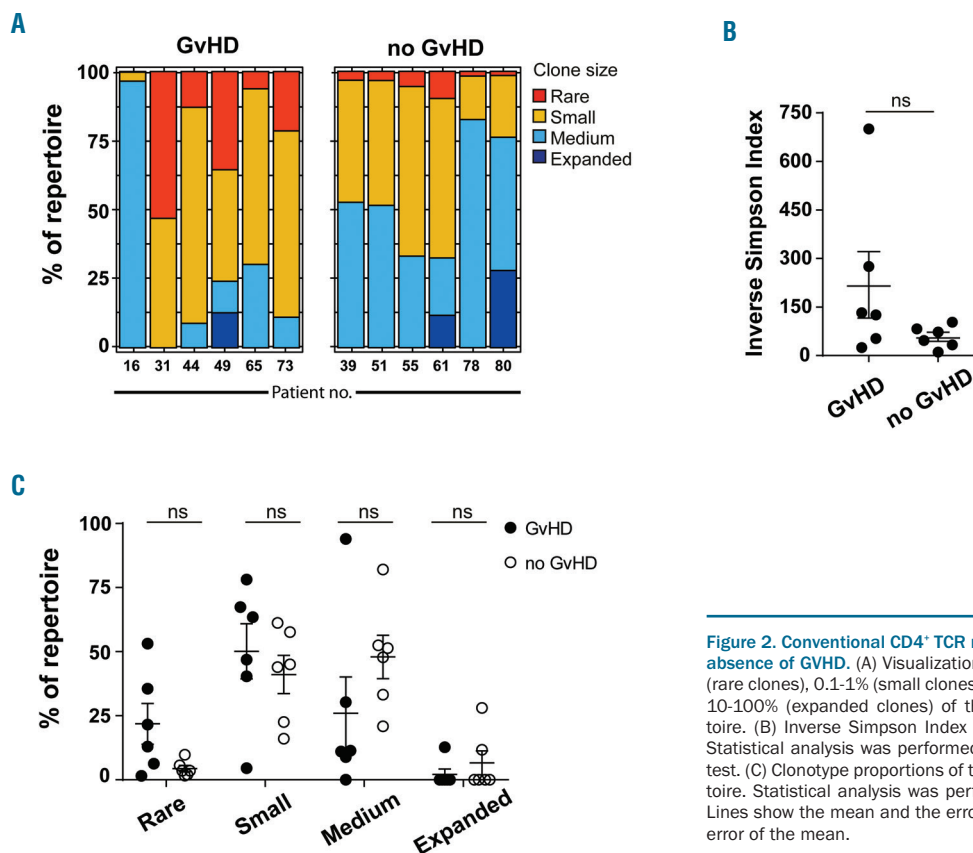 A
GvHD
no GvHD
% of repertoire
100
75
50
25
0
16 31 44 49 65 73
39 51 55 61 78 80
Patient no.
Clone size
Rare
Small
Medium
Expanded
B
ns
Inverse Simpson Index
750
600
450
300
150
0
GvHD
no GvHD
C
ns ns ns ns
% of repertoire
100
75
50
25
0
Rare
Small
Medium
Expanded
GvHD
no GvHD
Figure 2. Conventional CD4+ TCR
absence of GVHD. (A) Visualization
(rare clones), 0.1-1% (small clones
10-100% (expanded clones) of th
toire. (B) Inverse Simpson Index
Statistical analysis was performed
test. (C) Clonotype proportions of t
toire. Statistical analysis was perf
Lines show the mean and the erro
error of the mean.